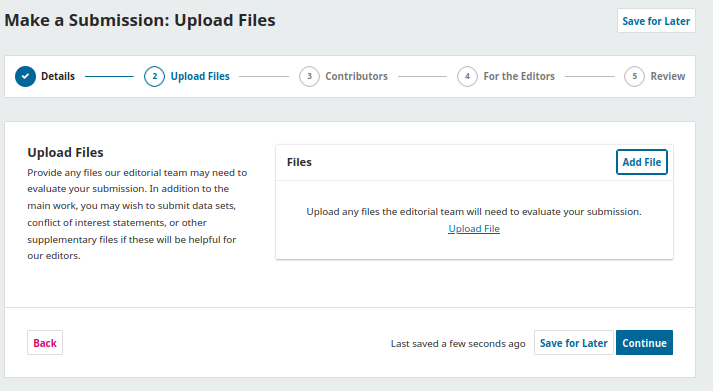 Make a Submission: Upload Files
Save for Later
Details
2 Upload Files
3 Contributors
4 For the Editors
5 Review
Upload Files
Provide any files our editorial team may need to
evaluate your submission. In addition to the
main work, you may wish to submit data sets,
conflict of interest statements, or other
supplementary files if these will be helpful for
our editors.
Files
Add File
Upload any files the editorial team will need to evaluate your submission.
Upload File
Back
Last saved a few seconds ago
Save for Later
Continue